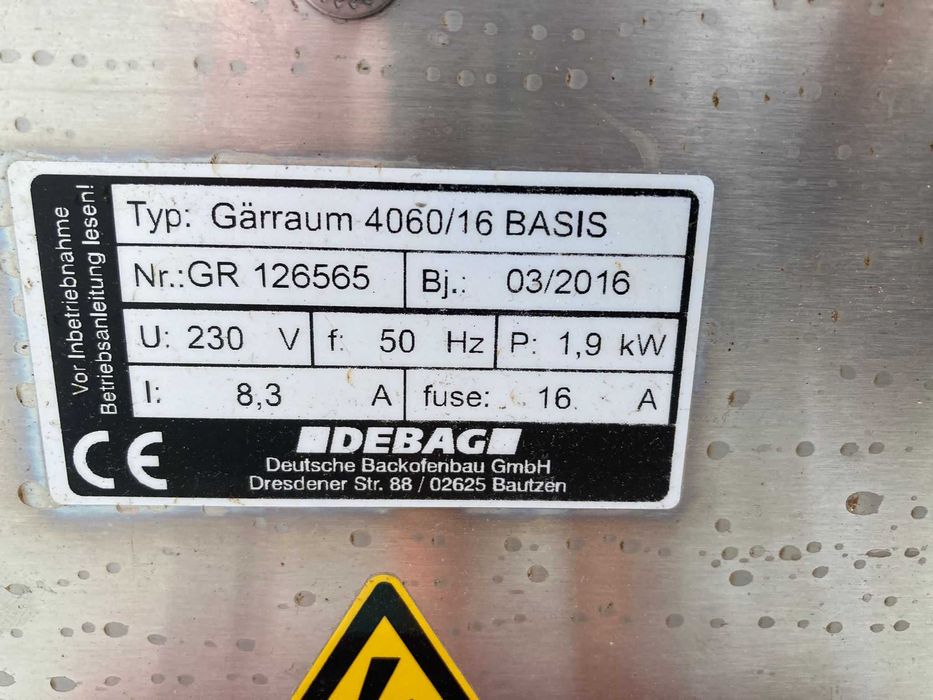 Vor Inbetriebnahme
Betriebsanleitung lesen!
Typ: Gärraum 4060/16 BASIS
Nr.:GR 126565 Bj.: 03/2016
U: 230 V f: 50 Hz P: 1,9 kW
I: 8,3 A fuse: 16 A
CE
DEBAG
Deutsche Backofenbau GmbH
Dresdener Str. 88 / 02625 Bautzen